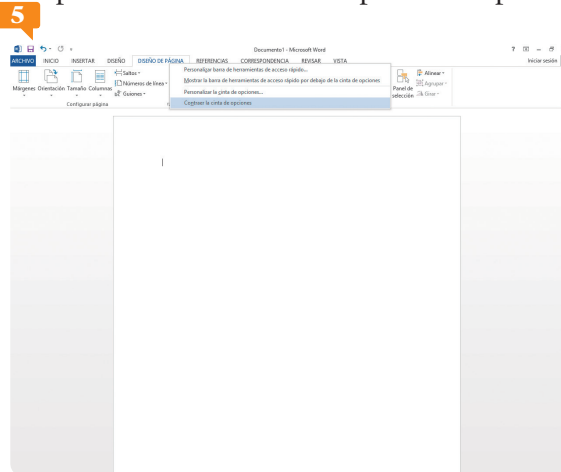 5
Documento1 - Microsoft Word
ARCHIVO INICIO INSERTAR DISEÑO DISEÑO DE PÁGINA REFERENCIAS CORRESPONDENCIA REVISAR VISTA Iniciar sesión
Márgenes Orientación Tamaño Columnas
Saltos
Números de línea
Guiones
Configurar página
Personalizar barra de herramientas de acceso rápido...
Mostrar la barra de herramientas de acceso rápido por debajo de la cinta de opciones
Personalizar la cinta de opciones...
Contraer la cinta de opciones
Panel de selección
Alinear
Agrupar
Girar